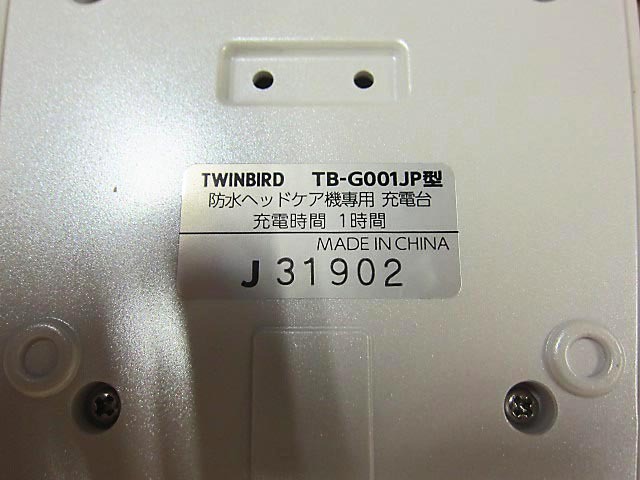 TWINBIRD TB-G001JP型
防水ヘッドケア機専用 充電台
充電時間 1時間
MADE IN CHINA
J 31902